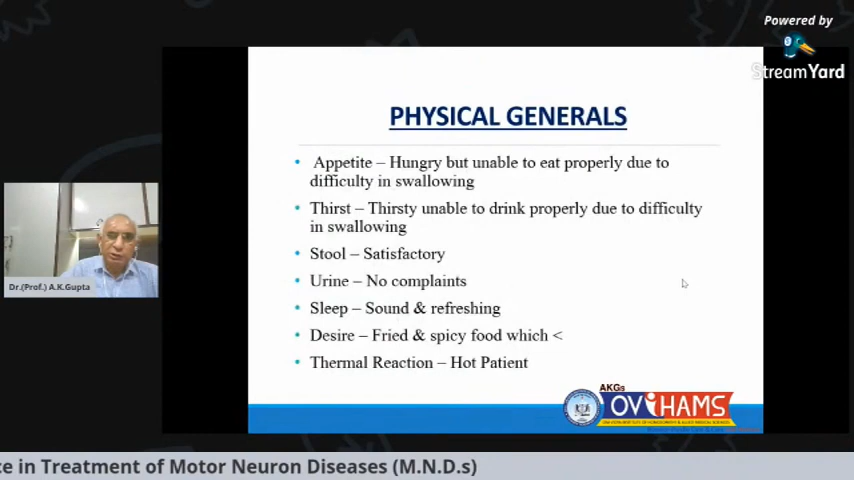 Powered by
StreamYard
PHYSICAL GENERALS
• Appetite – Hungry but unable to eat properly due to
difficulty in swallowing
• Thirst – Thirsty unable to drink properly due to difficulty
in swallowing
• Stool – Satisfactory
• Urine – No complaints
• Sleep – Sound & refreshing
• Desire – Fried & spicy food which <
• Thermal Reaction – Hot Patient
Dr.(Prof.) A.K.Gupta
AKGs
OVIHAMS
ce in Treatment of Motor Neuron Diseases (M.N.D.s)